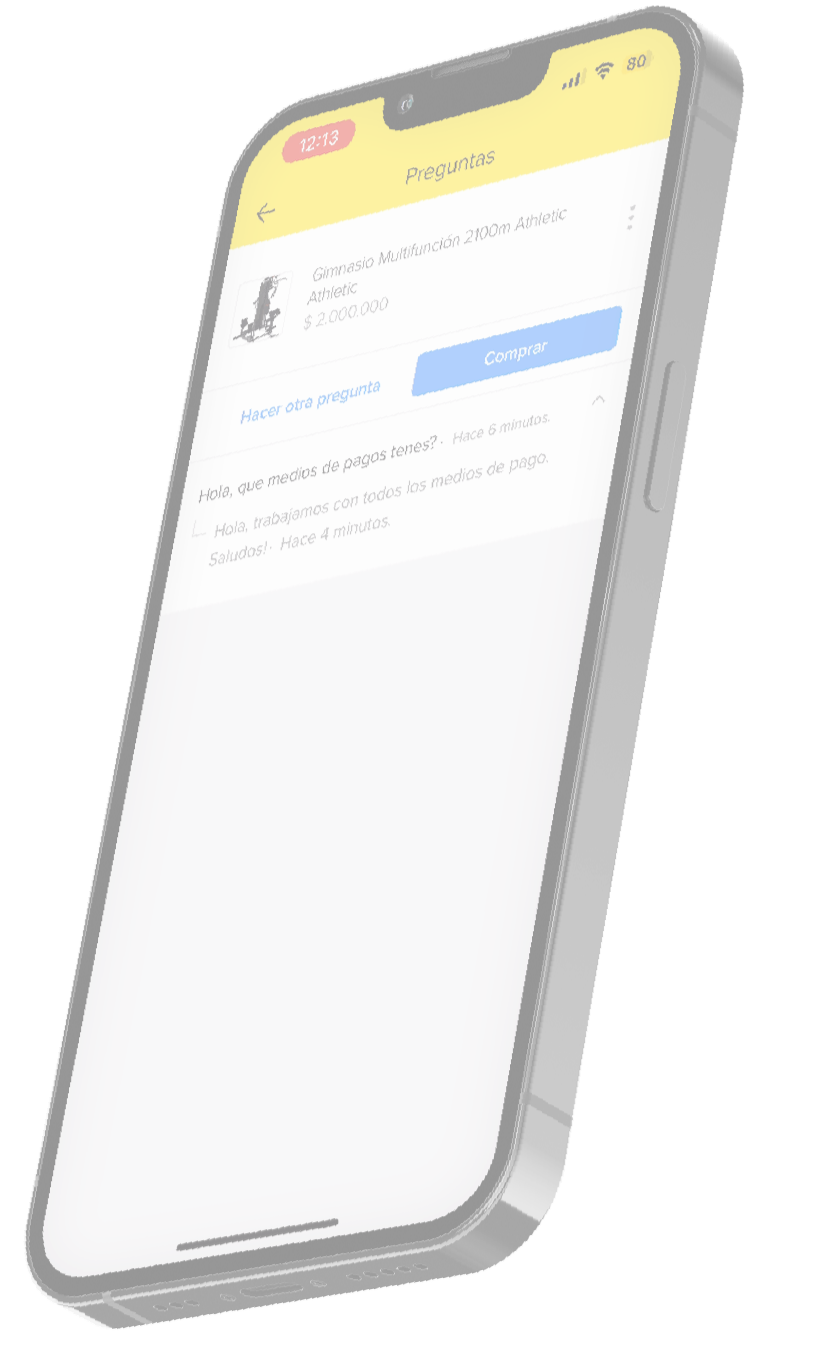 12:13
80
Preguntas
Gimnasio Multifunción 2100m Athletic
Athletic
$ 2.000.000
Hacer otra pregunta
Comprar
Hola, que medios de pagos tenes? · Hace 6 minutos.
Hola, trabajamos con todos los medios de pago.
Saludos! · Hace 4 minutos.